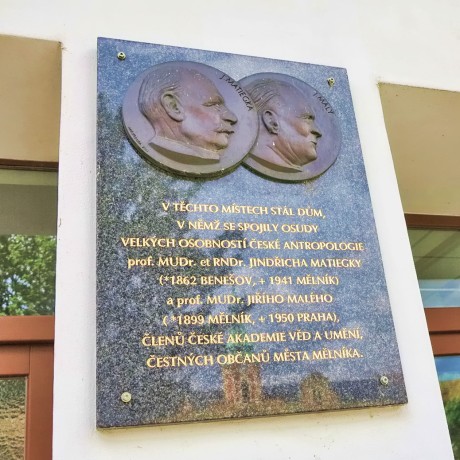 J. MATIEGKA
J. MALÝ
V TĚCHTO MÍSTECH STÁL DŮM,
V NĚMŽ SE SPOJILY OSUDY
VELKÝCH OSOBNOSTÍ ČESKÉ ANTROPOLOGIE
prof. MUDr. et RNDr. JINDŘICHA MATIEGKY
(*1862 BENEŠOV, + 1941 MĚLNÍK)
a prof. MUDr. JIŘÍHO MALÉHO
( *1899 MĚLNÍK, + 1950 PRAHA),
ČLENŮ ČESKÉ AKADEMIE VĚD A UMĚNÍ,
ČESTNÝCH OBČANŮ MĚSTA MĚLNÍKA.